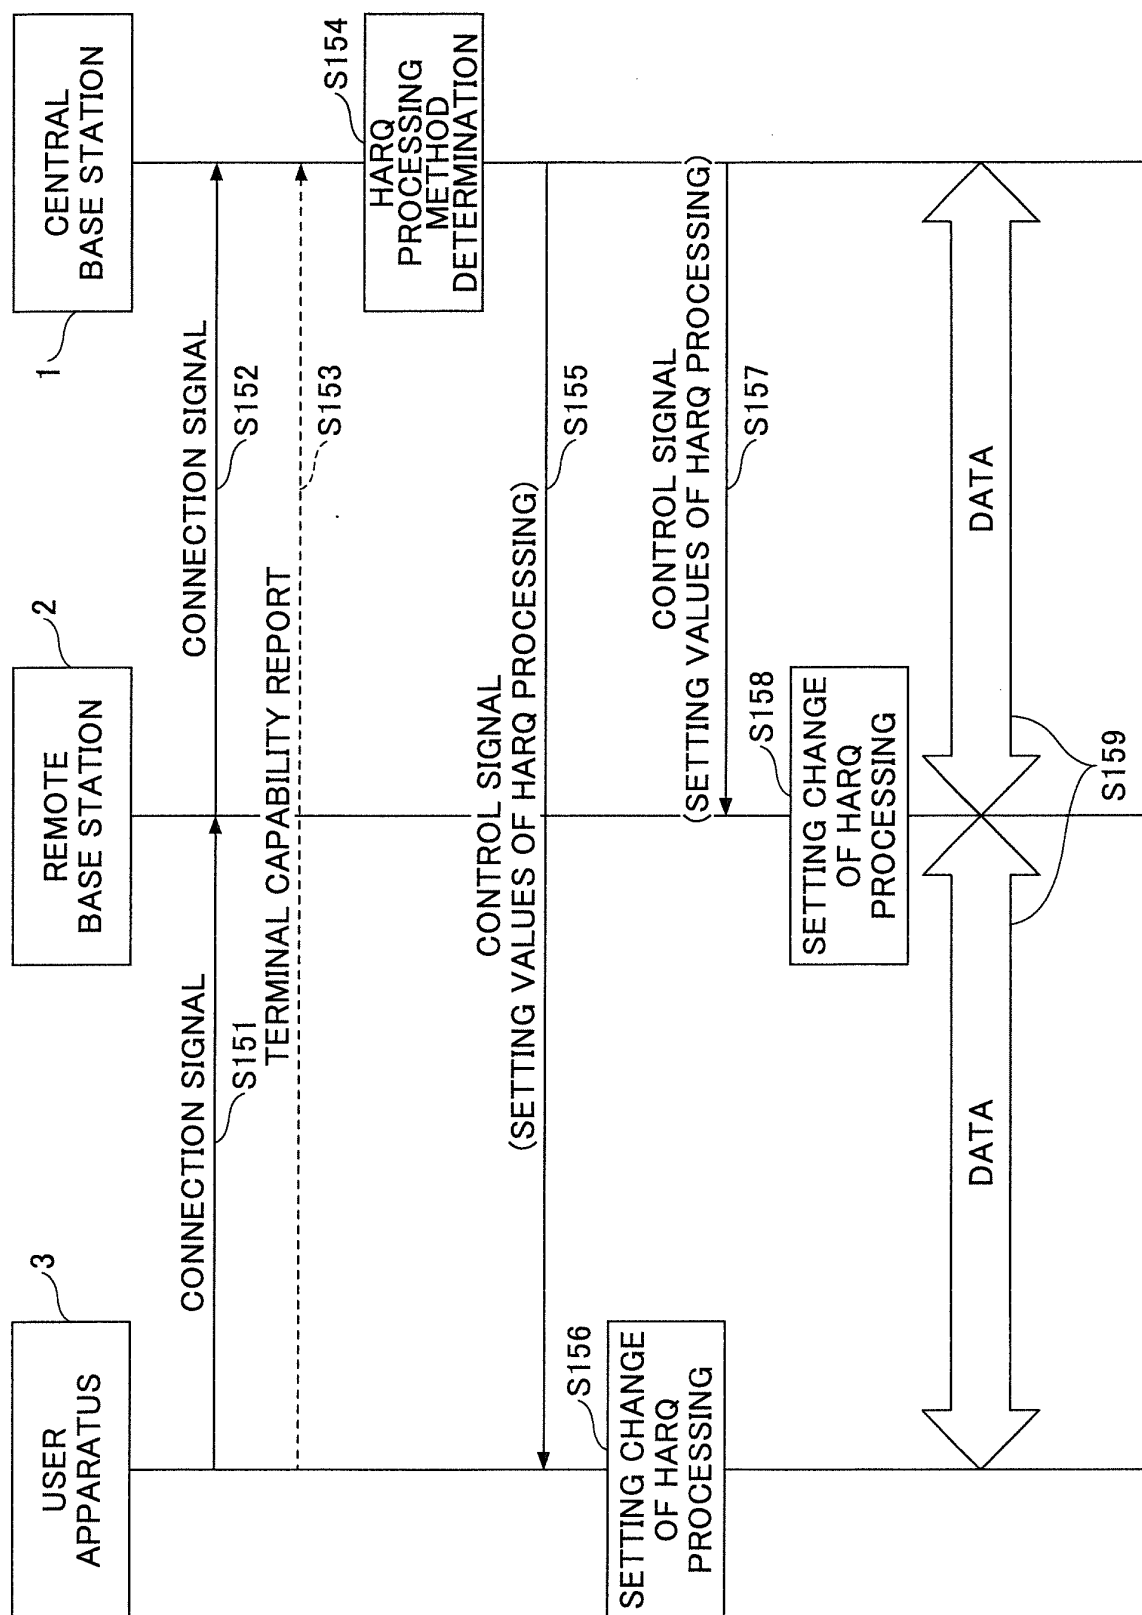 USER
APPARATUS
3
REMOTE
BASE STATION
2
CENTRAL
BASE STATION
1
CONNECTION SIGNAL
S151
CONNECTION SIGNAL
S152
TERMINAL CAPABILITY REPORT
S153
S154
HARQ
PROCESSING
METHOD
DETERMINATION
CONTROL SIGNAL
(SETTING VALUES OF HARQ PROCESSING)
S155
S156
SETTING CHANGE
OF HARQ
PROCESSING
CONTROL SIGNAL
(SETTING VALUES OF HARQ PROCESSING)
S157
S158
SETTING CHANGE
OF HARQ
PROCESSING
DATA
DATA
S159